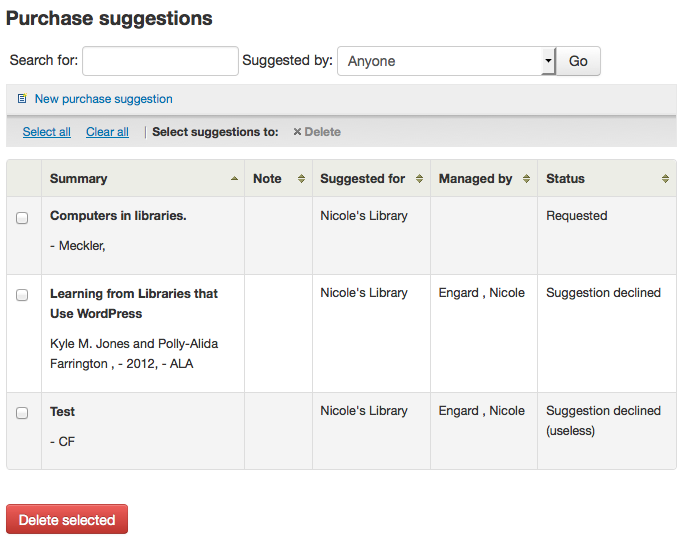 Purchase suggestions
Search for: Suggested by: Anyone Go
New purchase suggestion
Select all Clear all | Select suggestions to: × Delete
Summary Note Suggested for Managed by Status
Computers in libraries. Nicole's Library Requested
- Meckler,
Learning from Libraries that Nicole's Library Engard , Nicole Suggestion declined
Use WordPress
Kyle M. Jones and Polly-Alida
Farrington , - 2012, - ALA
Test Nicole's Library Engard , Nicole Suggestion declined
(useless)
- CF
Delete selected